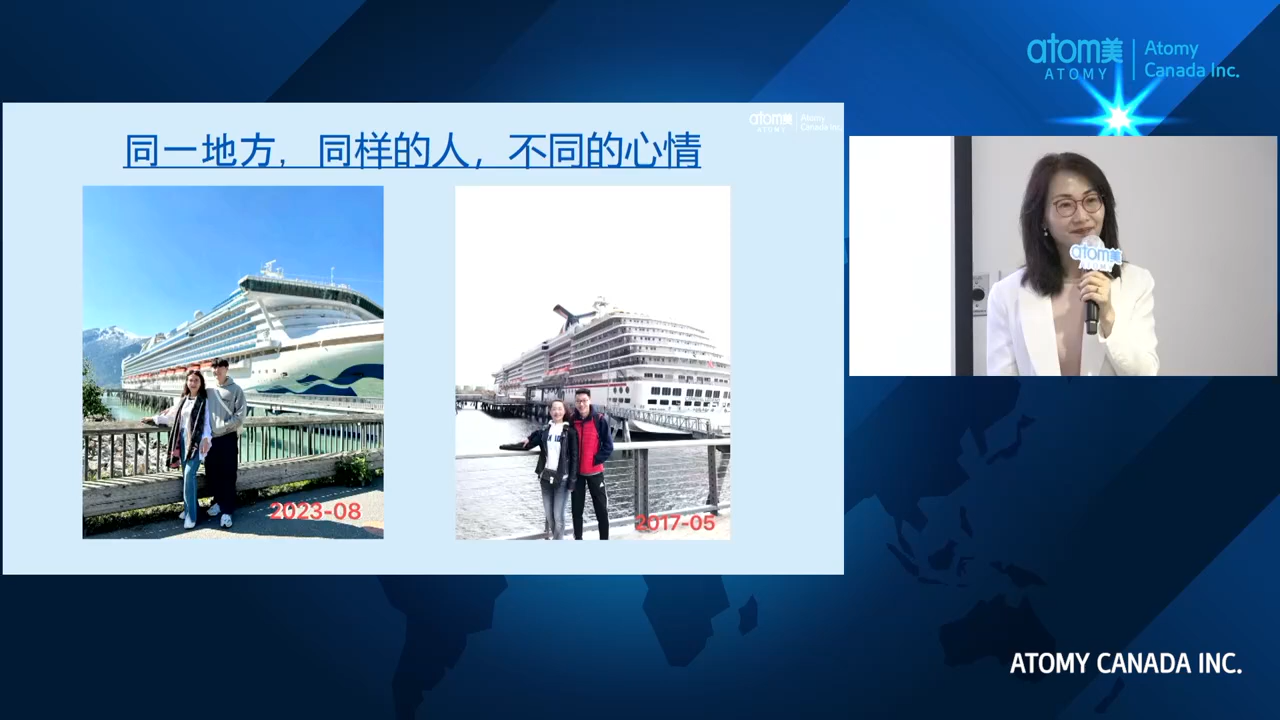 atom美
ATOMY
Atomy
Canada Inc.
atom美
ATOMY
Atomy
Canada Inc.
同一地方，同样的人，不同的心情
atom美
ATOMY
2023-08
2017-05
ATOMY CANADA INC.